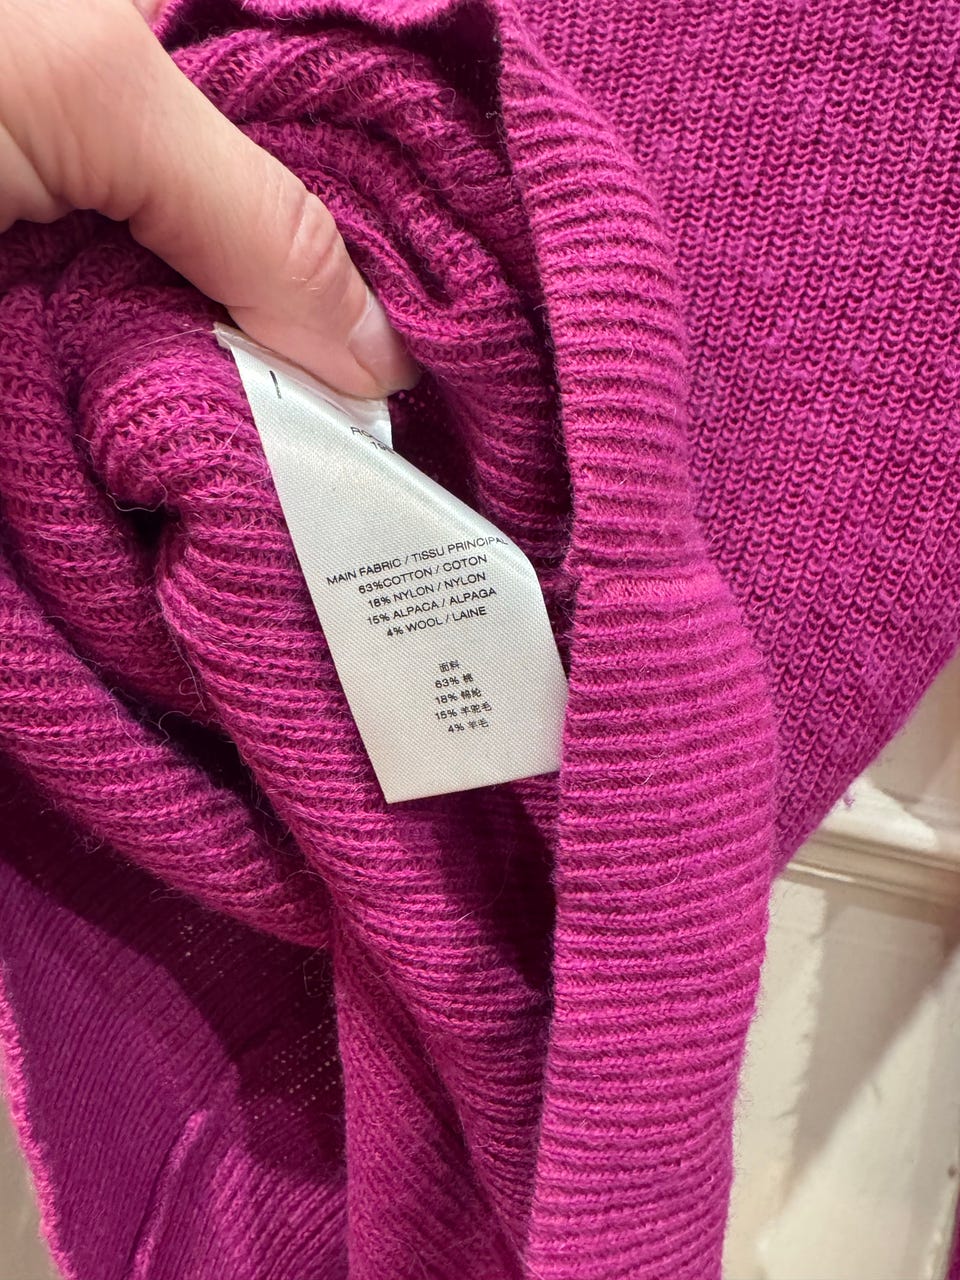 MAIN FABRIC / TISSU PRINCIPAL
63%COTTON / COTON
18% NYLON / NYLON
15% ALPACA / ALPAGA
4% WOOL / LAINE
面料
63% 棉
18% 锦纶
15% 羊驼毛
4% 羊毛